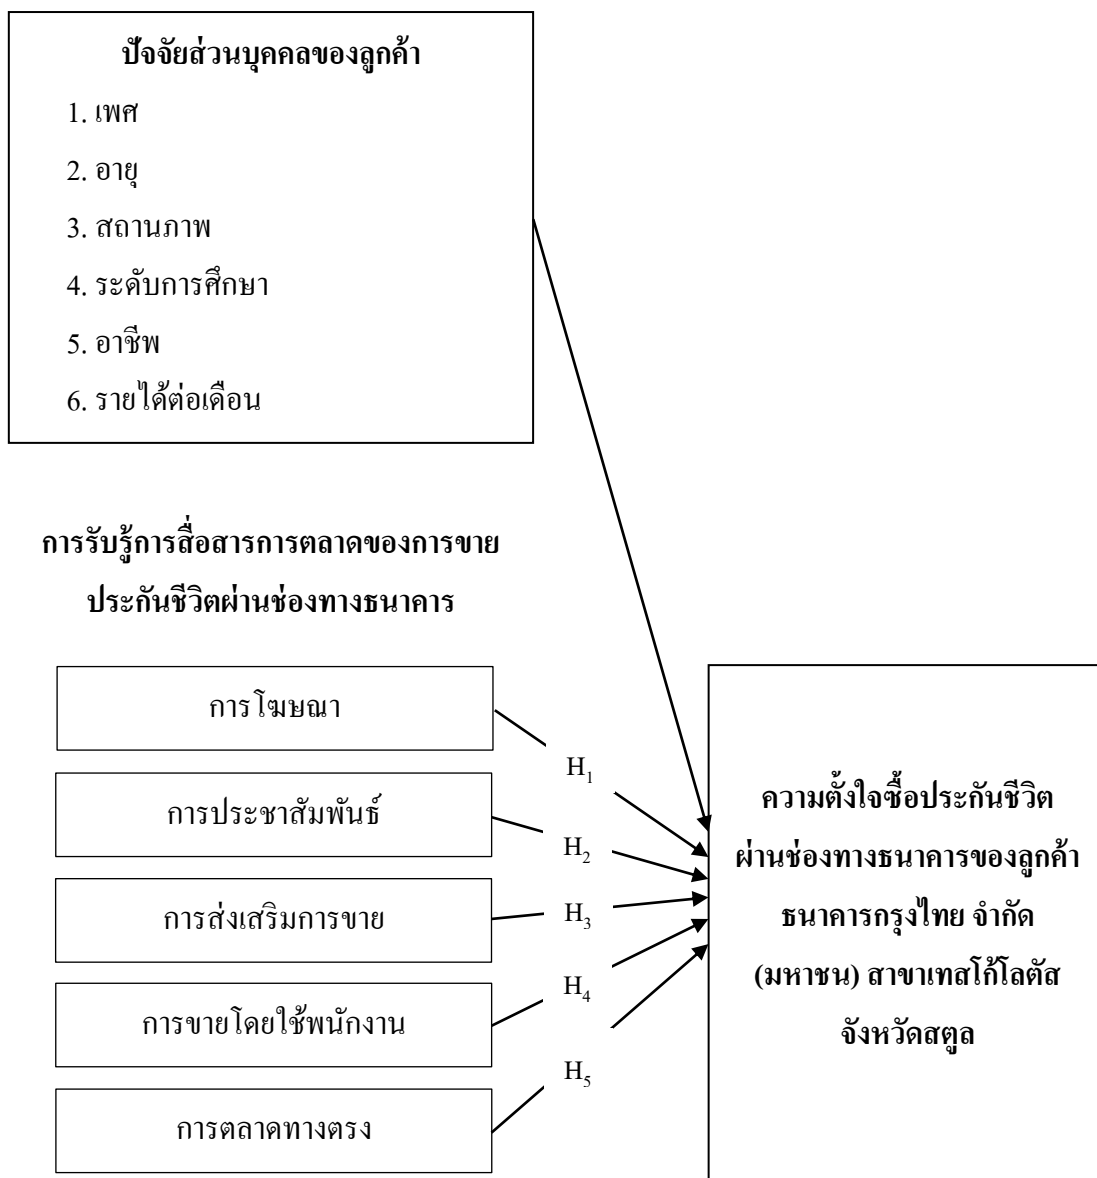 ปัจจัยส่วนบุคคลของลูกค้า
1. เพศ
2. อายุ
3. สถานภาพ
4. ระดับการศึกษา
5. อาชีพ
6. รายได้ต่อเดือน
การรับรู้การสื่อสารการตลาดของการขาย
ประกันชีวิตผ่านช่องทางธนาคาร
การโฆษณา
การประชาสัมพันธ์
การส่งเสริมการขาย
การขายโดยใช้พนักงาน
การตลาดทางตรง
H₁
H₂
H₃
H₄
H₅
ความตั้งใจซื้อประกันชีวิต
ผ่านช่องทางธนาคารของลูกค้า
ธนาคารกรุงไทย จำกัด
(มหาชน) สาขาเทสโก้โลตัส
จังหวัดสตูล